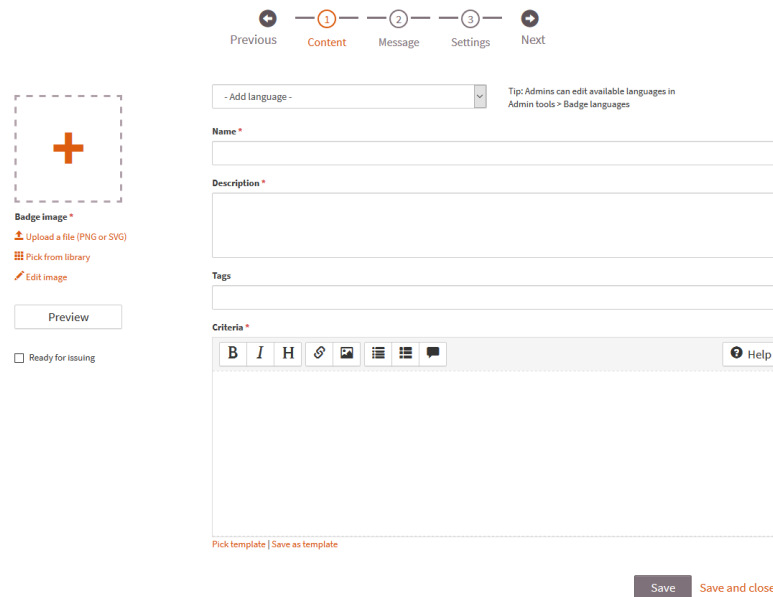 Previous
1
Content
2
Message
3
Settings
Next
- Add language -
Tip: Admins can edit available languages in
Admin tools > Badge languages
Name *
Description *
Badge image *
Upload a file (PNG or SVG)
Pick from library
Edit image
Preview
Ready for issuing
Tags
Criteria *
B I H
Help
Pick template | Save as template
Save
Save and close